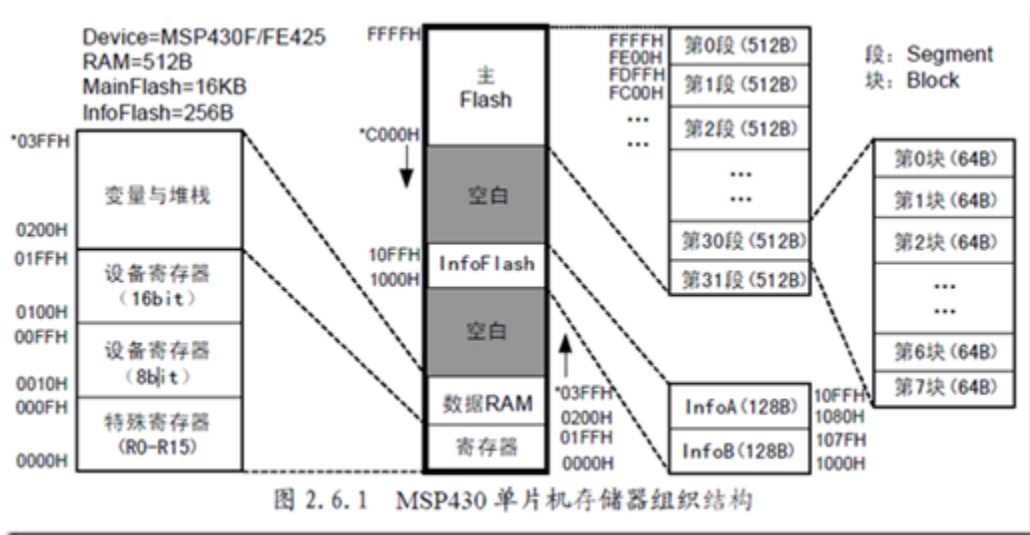 Device=MSP430F/FE425
RAM=512B
MainFlash=16KB
InfoFlash=256B
*03FFH
变量与堆栈
0200H
01FFH
设备寄存器
(16bit)
0100H
00FFH
设备寄存器
(8bit)
0010H
000FH
特殊寄存器
(R0-R15)
0000H
FFFFH
主
Flash
*C000H
空白
10FFH
InfoFlash
1000H
空白
数据RAM
寄存器
*03FFH
0200H
01FFH
0000H
FFFFH
FE00H
FDFFH
FC00H
...
...
第0段(512B)
第1段(512B)
第2段(512B)
...
...
第30段(512B)
第31段(512B)
段：Segment
块：Block
第0块(64B)
第1块(64B)
第2块(64B)
...
...
第6块(64B)
第7块(64B)
InfoA(128B)
InfoB(128B)
10FFH
1080H
107FH
1000H
图 2.6.1 MSP430 单片机存储器组织结构